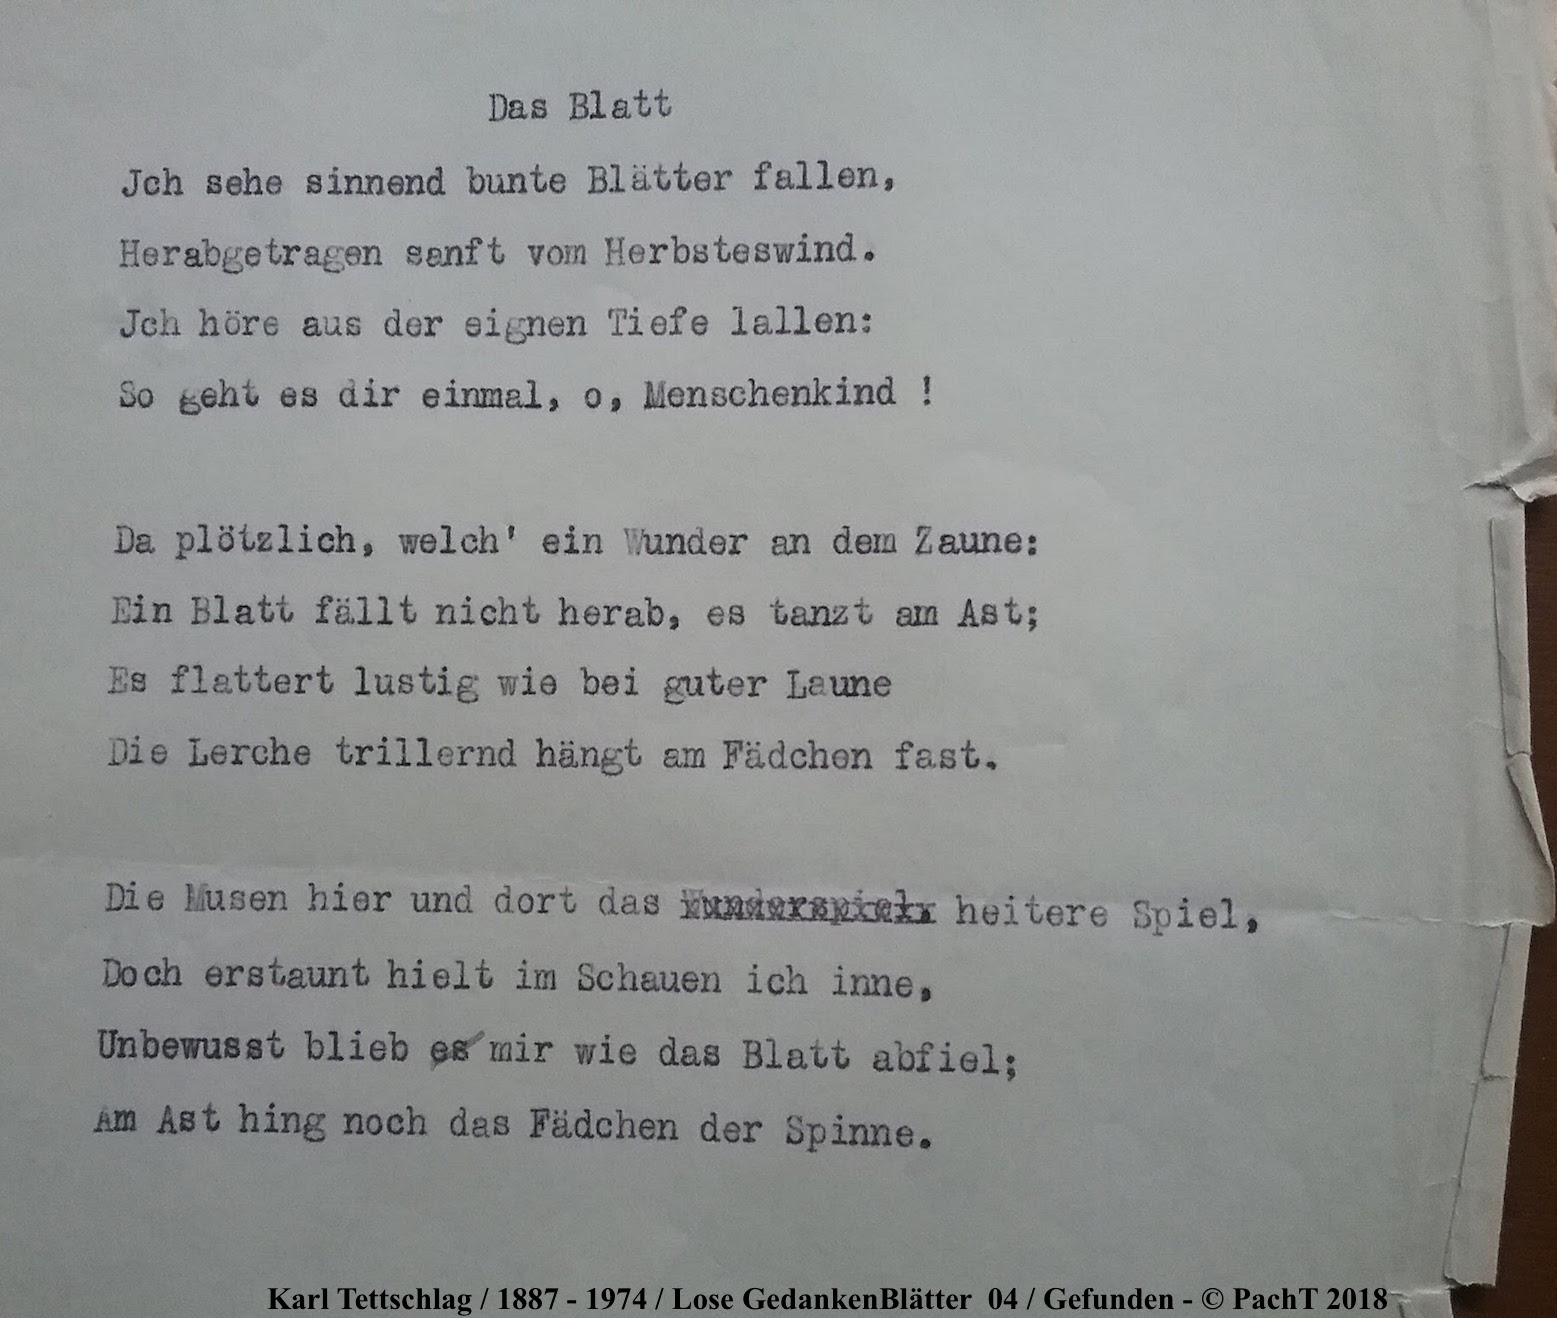 Das Blatt
Jch sehe sinnend bunte Blätter fallen,
Herabgetragen sanft vom Herbsteswind.
Jch höre aus der eignen Tiefe lallen:
So geht es dir einmal, o, Menschenkind !
Da plötzlich, welch' ein Wunder an dem Zaune:
Ein Blatt fällt nicht herab, es tanzt am Ast;
Es flattert lustig wie bei guter Laune
Die Lerche trillernd hängt am Fädchen fast.
Die Musen hier und dort das Wunderspiel heitere Spiel,
Doch erstaunt hielt im Schauen ich inne,
Unbewusst blieb es mir wie das Blatt abfiel;
Am Ast hing noch das Fädchen der Spinne.
Karl Tettschlag / 1887 - 1974 / Lose GedankenBlätter 04 / Gefunden - © PachT 2018